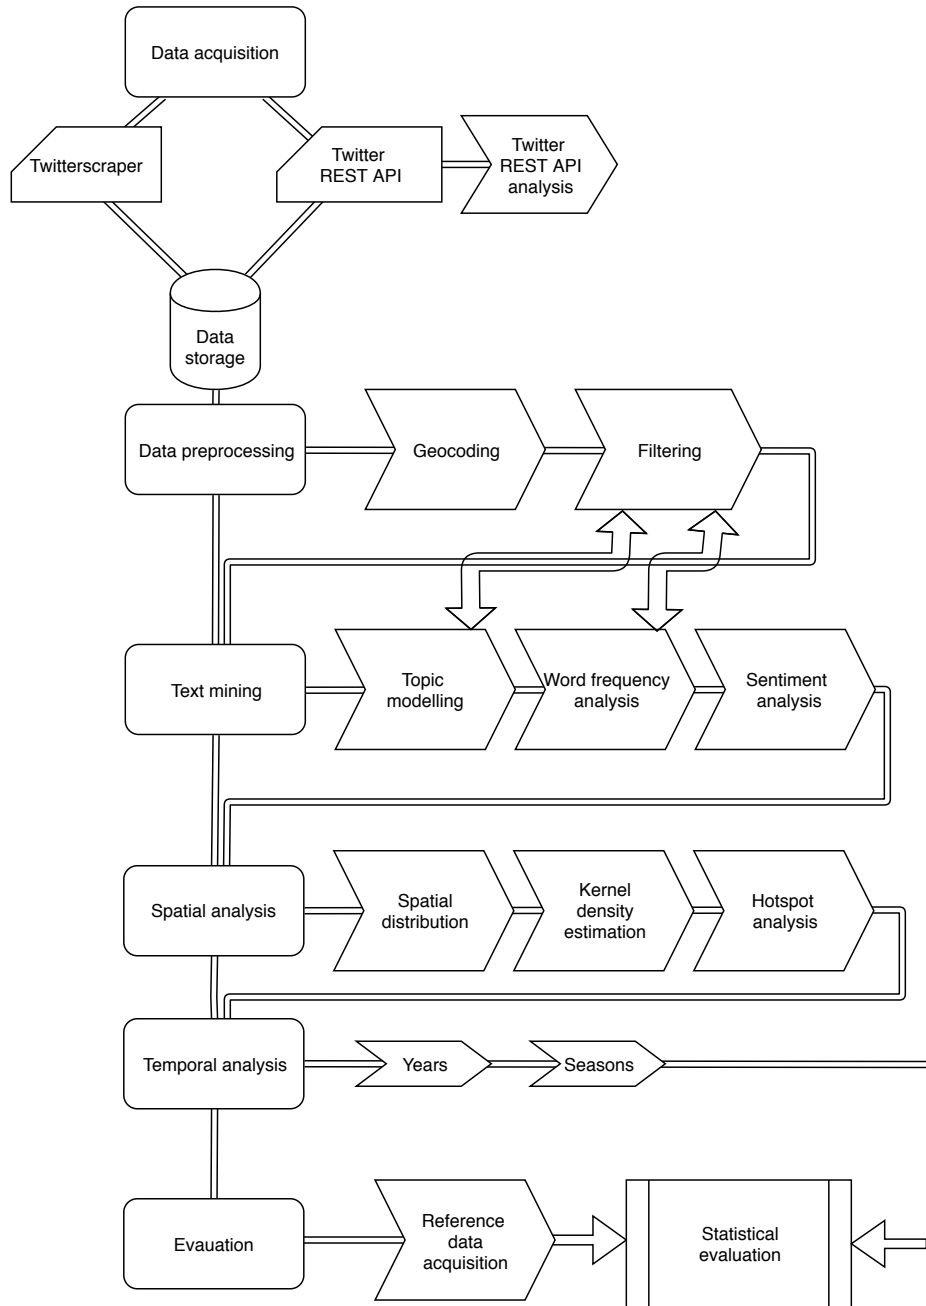 Data acquisition
Twitterscraper
Twitter
REST API
Twitter
REST API
analysis
Data
storage
Data preprocessing
Geocoding
Filtering
Text mining
Topic
modelling
Word frequency
analysis
Sentiment
analysis
Spatial analysis
Spatial
distribution
Kernel
density
estimation
Hotspot
analysis
Temporal analysis
Years
Seasons
Evauation
Reference
data
acquisition
Statistical
evaluation